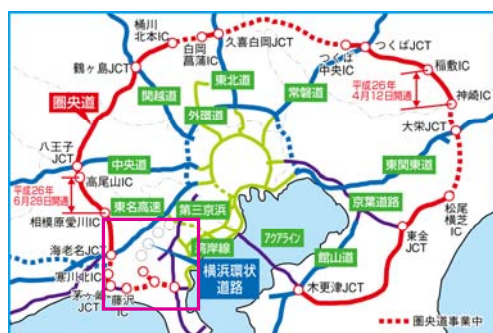 桶川
北本IC
白岡
菖蒲IC
久喜白岡JCT
つくば
中央IC
つくばJCT
稲敷IC
鶴ヶ島JCT
東北道
常磐道
平成26年
4月12日開通
神崎IC
関越道
外環道
大栄JCT
圏央道
八王子
JCT
中央道
東関東道
高尾山IC
平成26年
6月28日開通
京葉道路
東名高速
第三京浜
松尾
横芝IC
相模原愛川IC
湾岸線
アクアライン
東金
JCT
海老名JCT
館山道
寒川北IC
横浜環状
道路
木更津JCT
茅ヶ崎
JCT
藤沢
IC
圏央道事業中